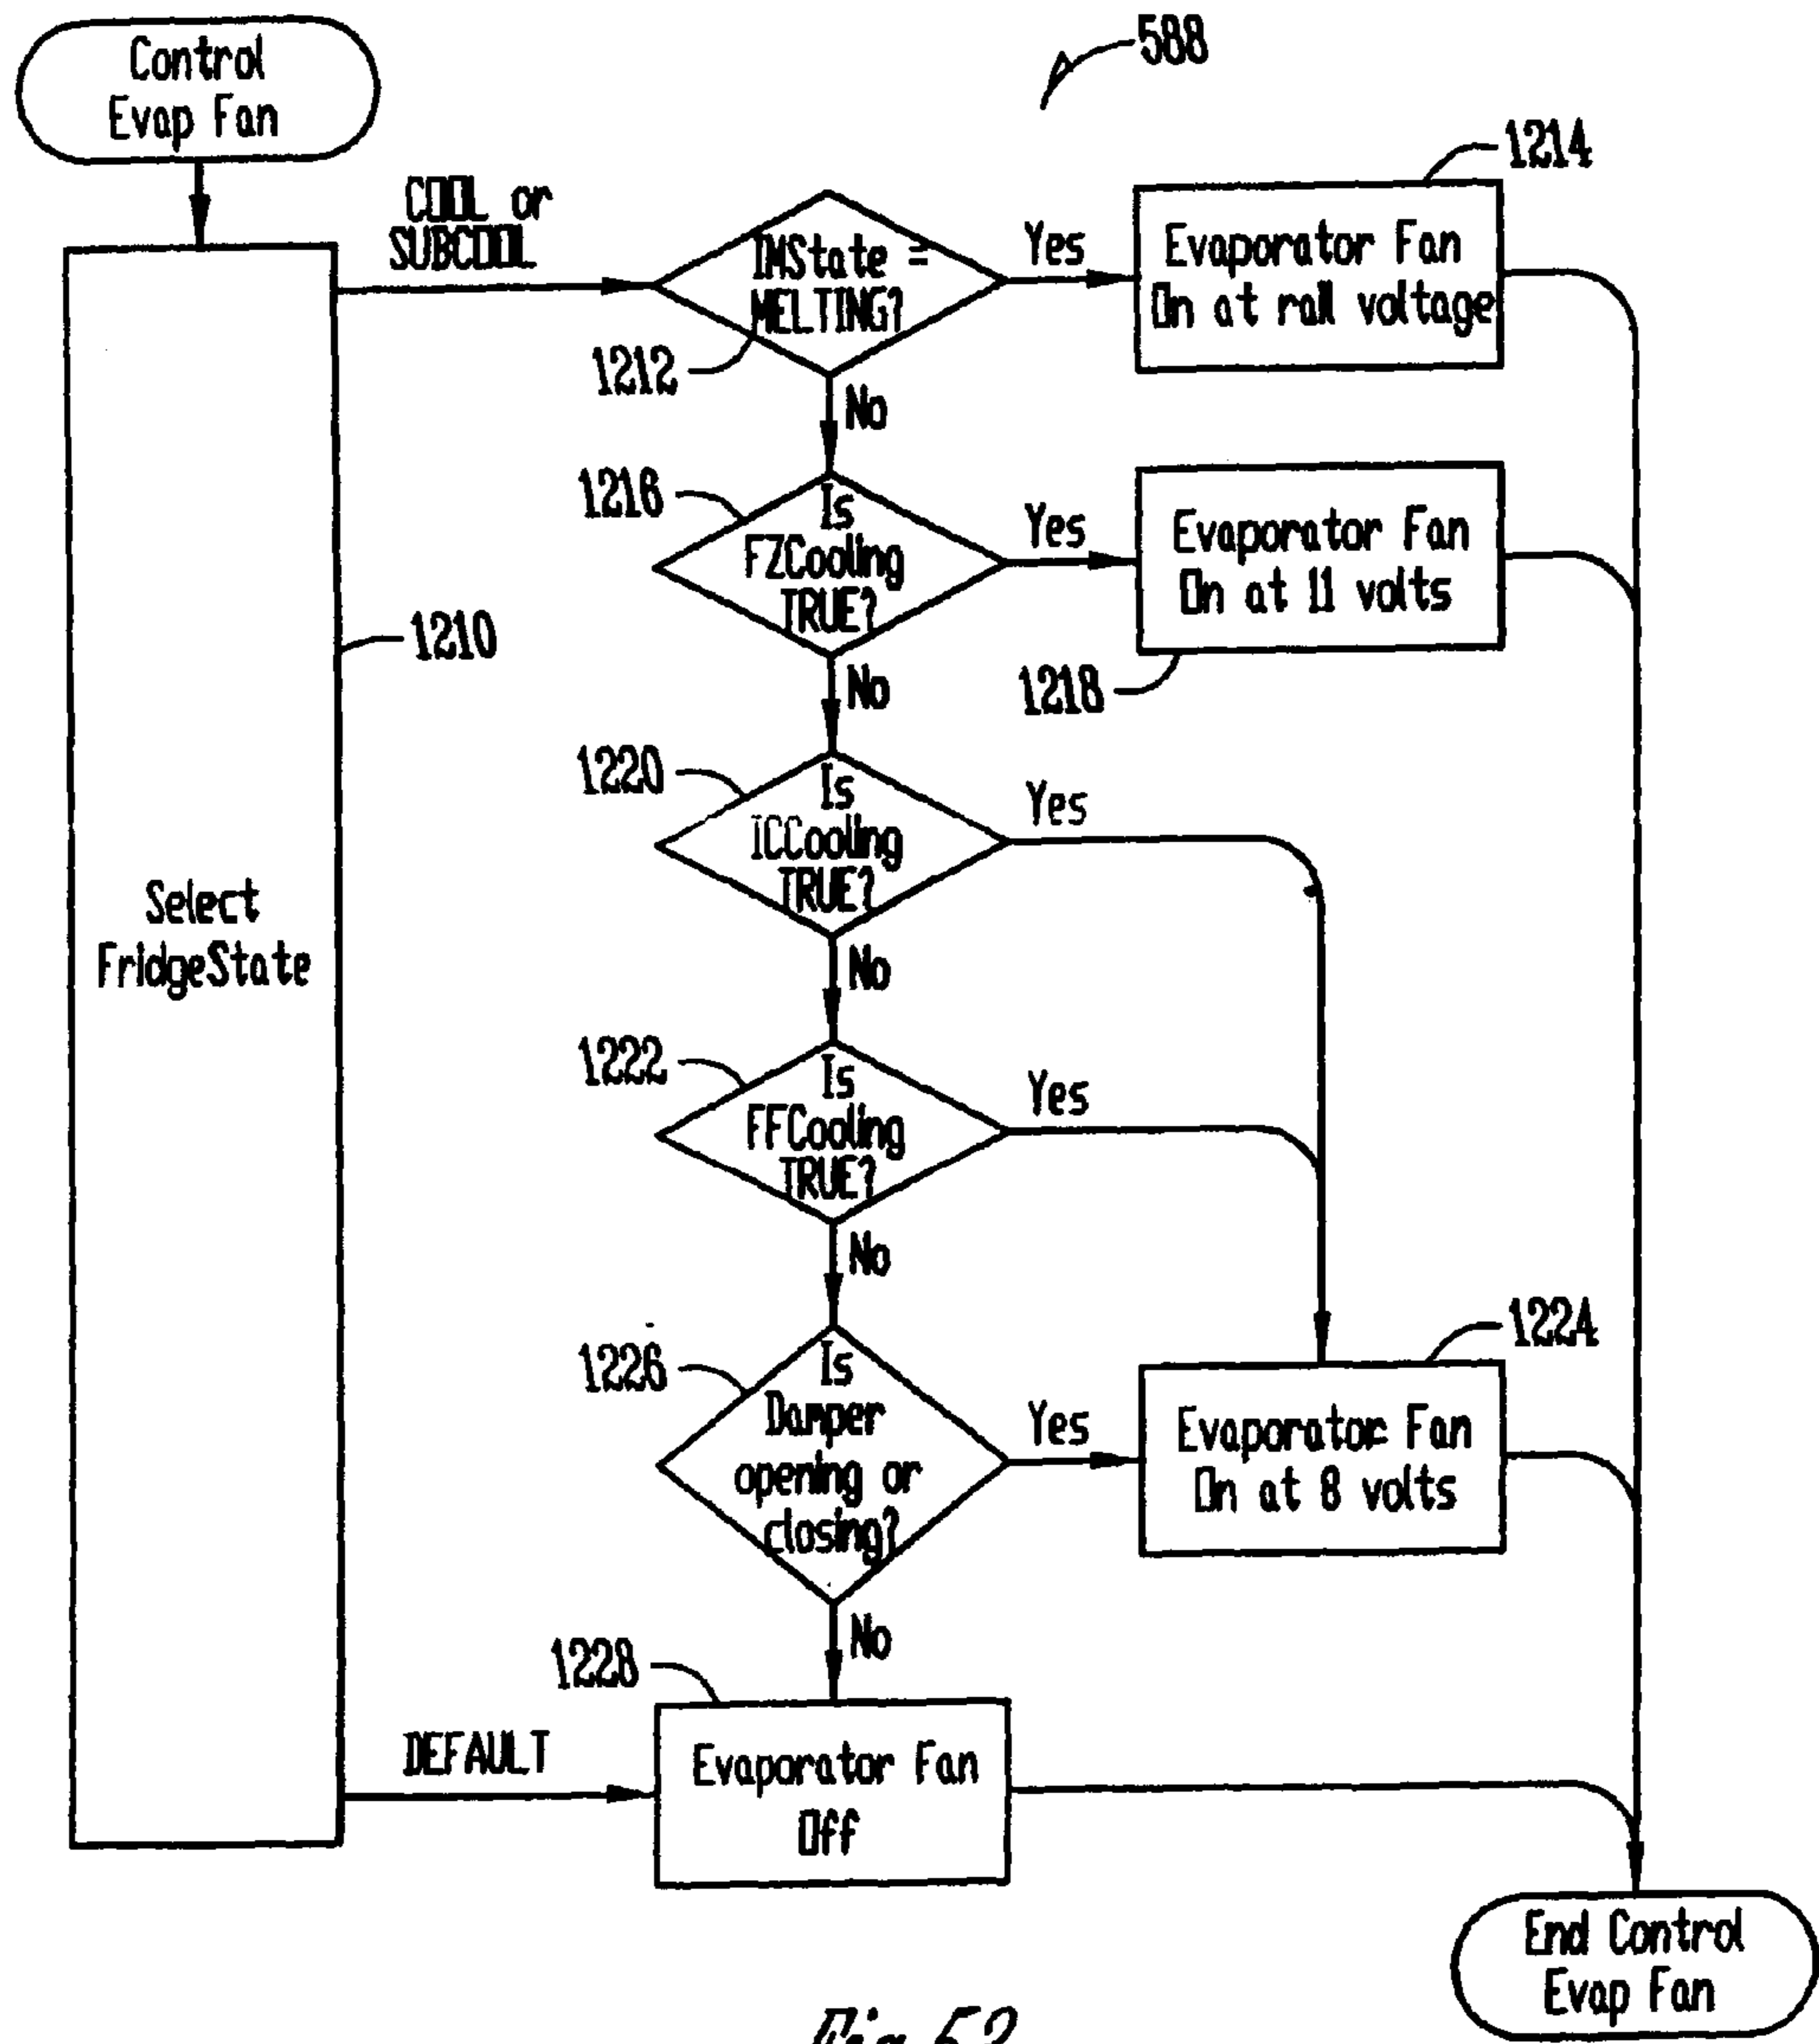 Control
Evap Fan
588
1214
COOL or
SUBCOOL
IMState =
MELTING?
Yes
Evaporator Fan
On at rail voltage
1212
No
1216
Is
FZCooling
TRUE?
Yes
Evaporator Fan
On at 11 volts
1210
1218
No
1220
Is
ICCooling
TRUE?
Yes
Select
FridgeState
No
1222
Is
FFCooling
TRUE?
Yes
No
1224
1226
Is
Damper
opening or
closing?
Yes
Evaporator Fan
On at 8 volts
No
1228
DEFAULT
Evaporator Fan
Off
End Control
Evap Fan